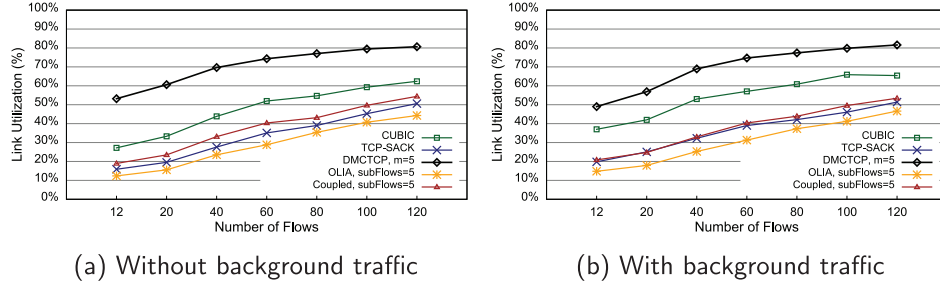 100%
90%
80%
70%
60%
50%
40%
30%
20%
10%
0%
Link Utilization (%)
12 20 40 60 80 100 120
Number of Flows
CUBIC
TCP-SACK
DMCTCP, m=5
OLIA, subFlows=5
Coupled, subFlows=5
(a) Without background traffic
100%
90%
80%
70%
60%
50%
40%
30%
20%
10%
0%
Link Utilization (%)
12 20 40 60 80 100 120
Number of Flows
CUBIC
TCP-SACK
DMCTCP, m=5
OLIA, subFlows=5
Coupled, subFlows=5
(b) With background traffic